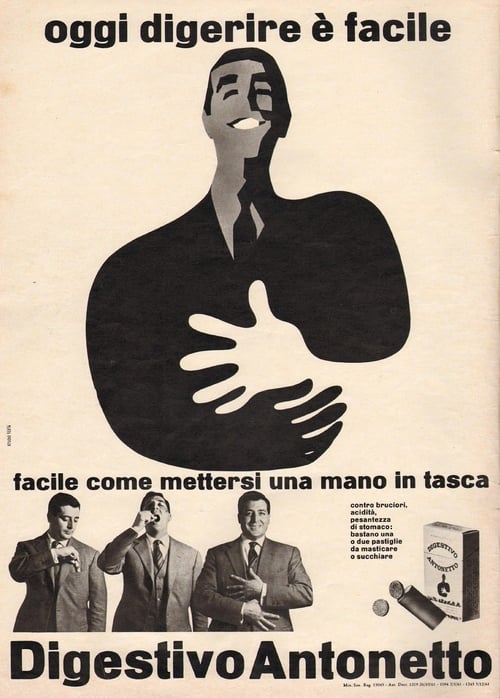 oggi digerire è facile
facile come mettersi una mano in tasca
contro bruciori,
acidità,
pesantezza
di stomaco:
bastano una
o due pastiglie
da masticare
o succhiare
DIGESTIVO
ANTONETTO
Digestivo Antonetto